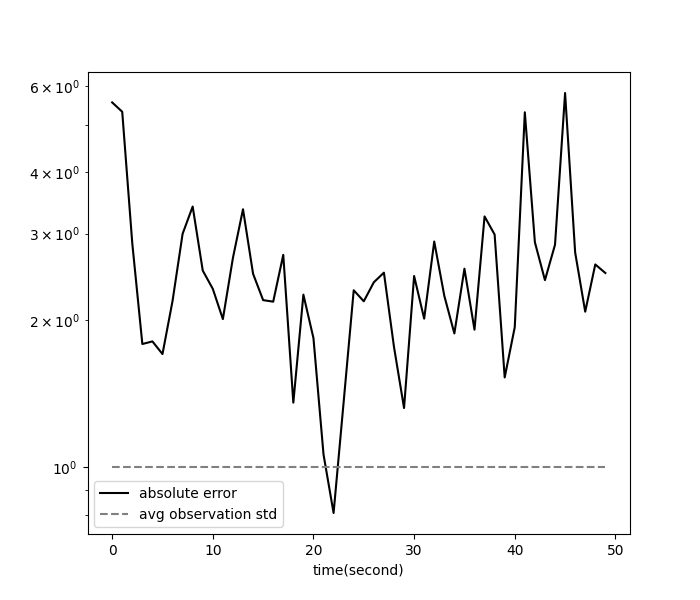 6 × 10⁰
4 × 10⁰
3 × 10⁰
2 × 10⁰
10⁰
absolute error
avg observation std
0 10 20 30 40 50
time(second)